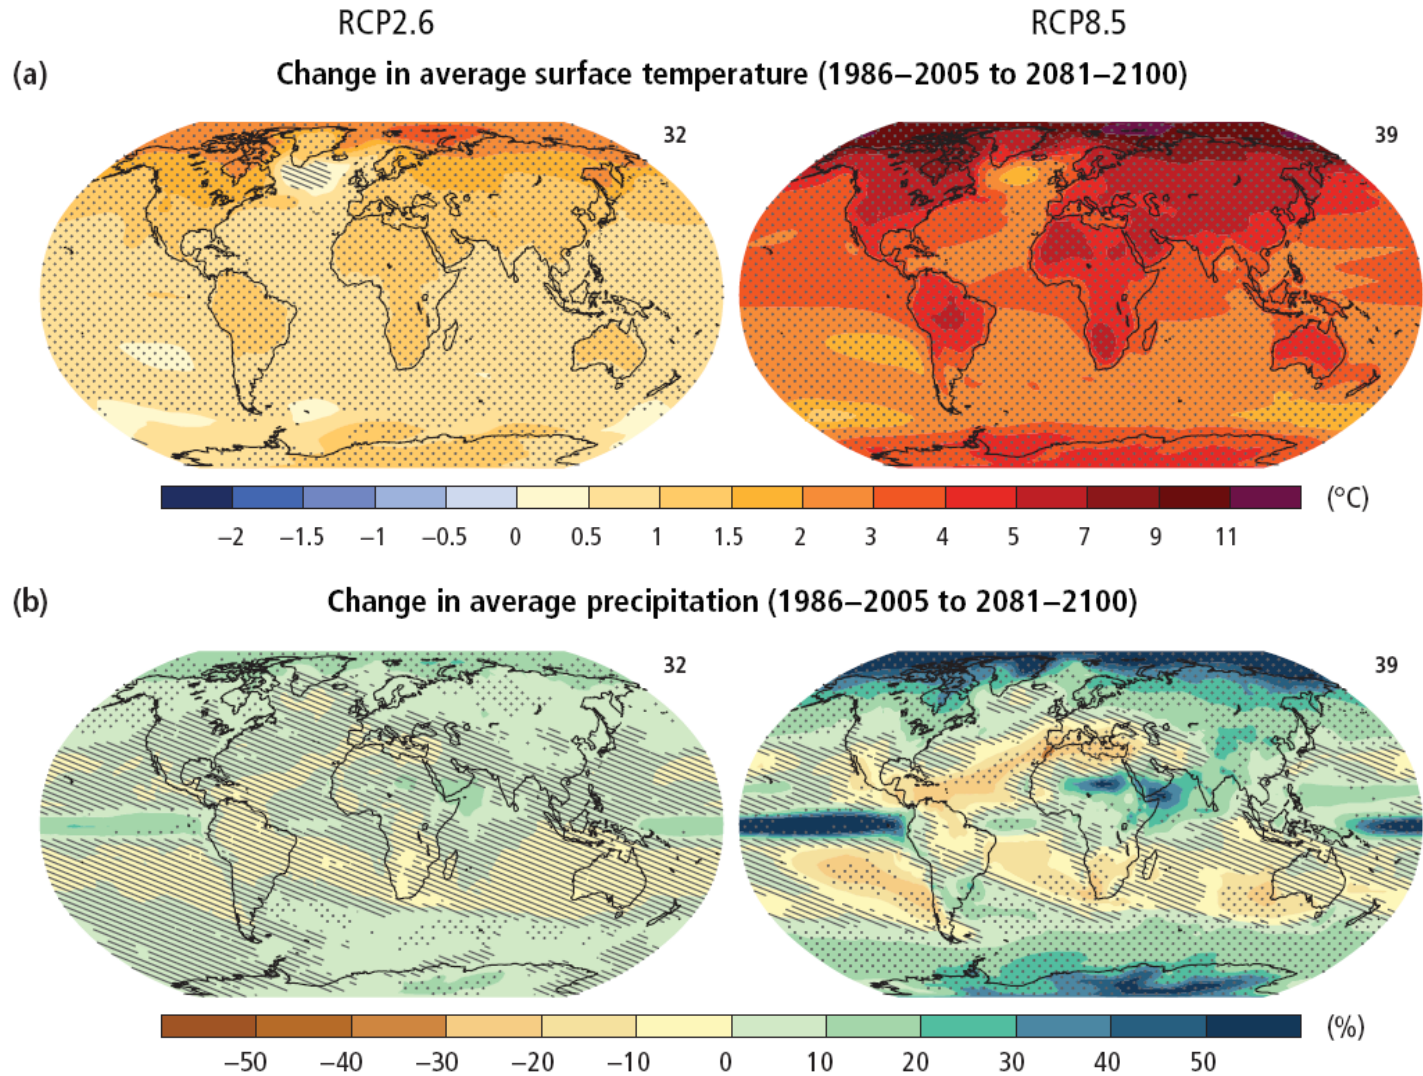 RCP2.6 RCP8.5
(a) Change in average surface temperature (1986–2005 to 2081–2100)
32 39
(°C)
−2 −1.5 −1 −0.5 0 0.5 1 1.5 2 3 4 5 7 9 11
(b) Change in average precipitation (1986–2005 to 2081–2100)
32 39
(%)
−50 −40 −30 −20 −10 0 10 20 30 40 50